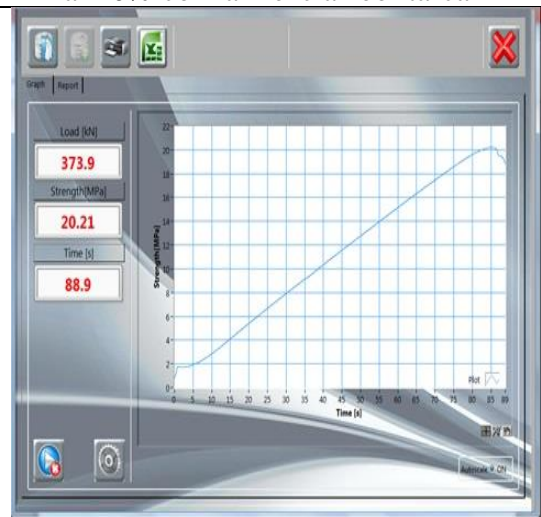 Graph Report
Load [kN]
373.9
Strength[MPa]
20.21
Time [s]
88.9
Strength[MPa]
22
20
18
16
14
12
10
8
6
4
2
0
0 5 10 15 20 25 30 35 40 45 50 55 60 65 70 75 80 85 89
Time [s]
Plot
Autoscale ON